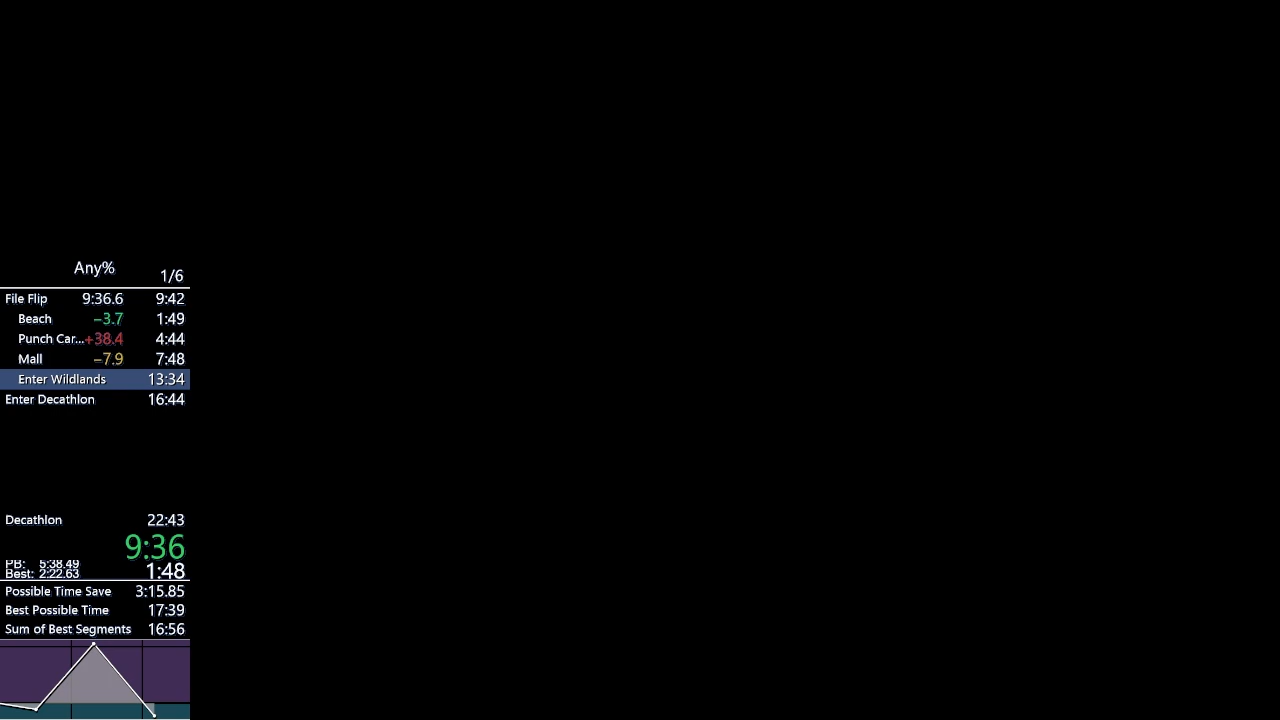 Any%
1/6
File Flip 9:36.6 9:42
Beach −3.7 1:49
Punch Car...+38.4 4:44
Mall −7.9 7:48
Enter Wildlands 13:34
Enter Decathlon 16:44
Decathlon 22:43
9:36
PB: 5:38.49
Best: 2:22.63 1:48
Possible Time Save 3:15.85
Best Possible Time 17:39
Sum of Best Segments 16:56